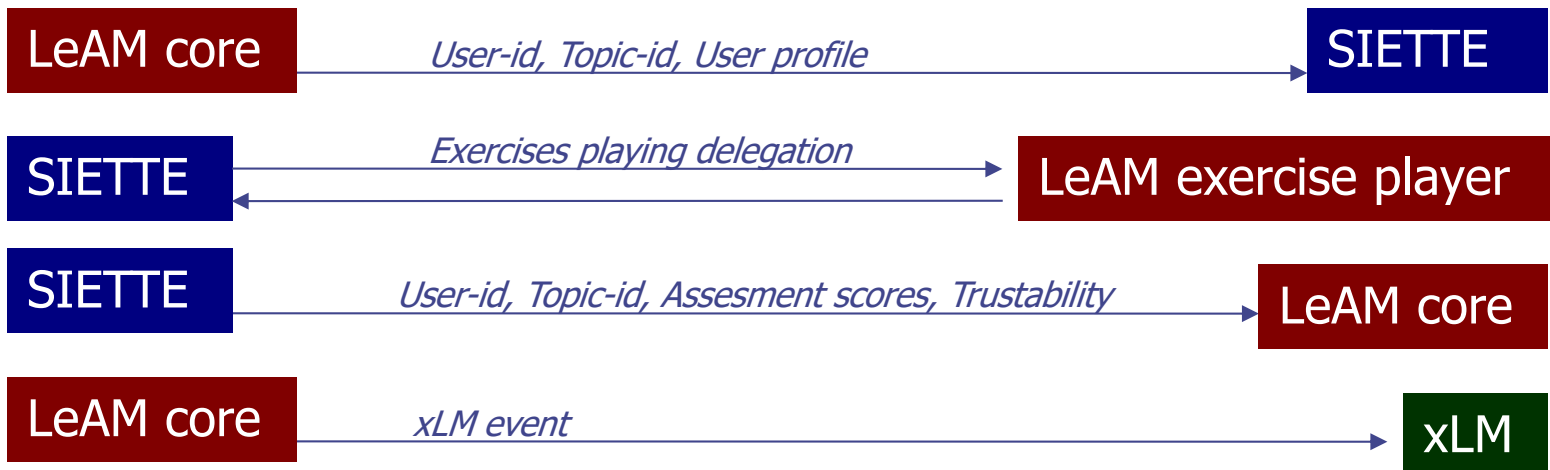 LeAM core
User-id, Topic-id, User profile
SIETTE
SIETTE
Exercises playing delegation
LeAM exercise player
SIETTE
User-id, Topic-id, Assesment scores, Trustability
LeAM core
LeAM core
xLM event
xLM